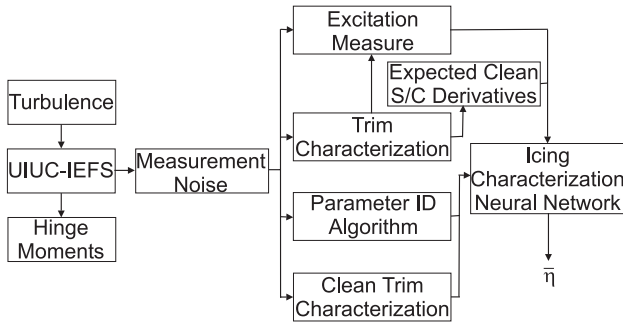 Turbulence
UIUC-IEFS
Hinge
Moments
Measurement
Noise
Excitation
Measure
Expected Clean
S/C Derivatives
Trim
Characterization
Parameter ID
Algorithm
Clean Trim
Characterization
Icing
Characterization
Neural Network
η̅